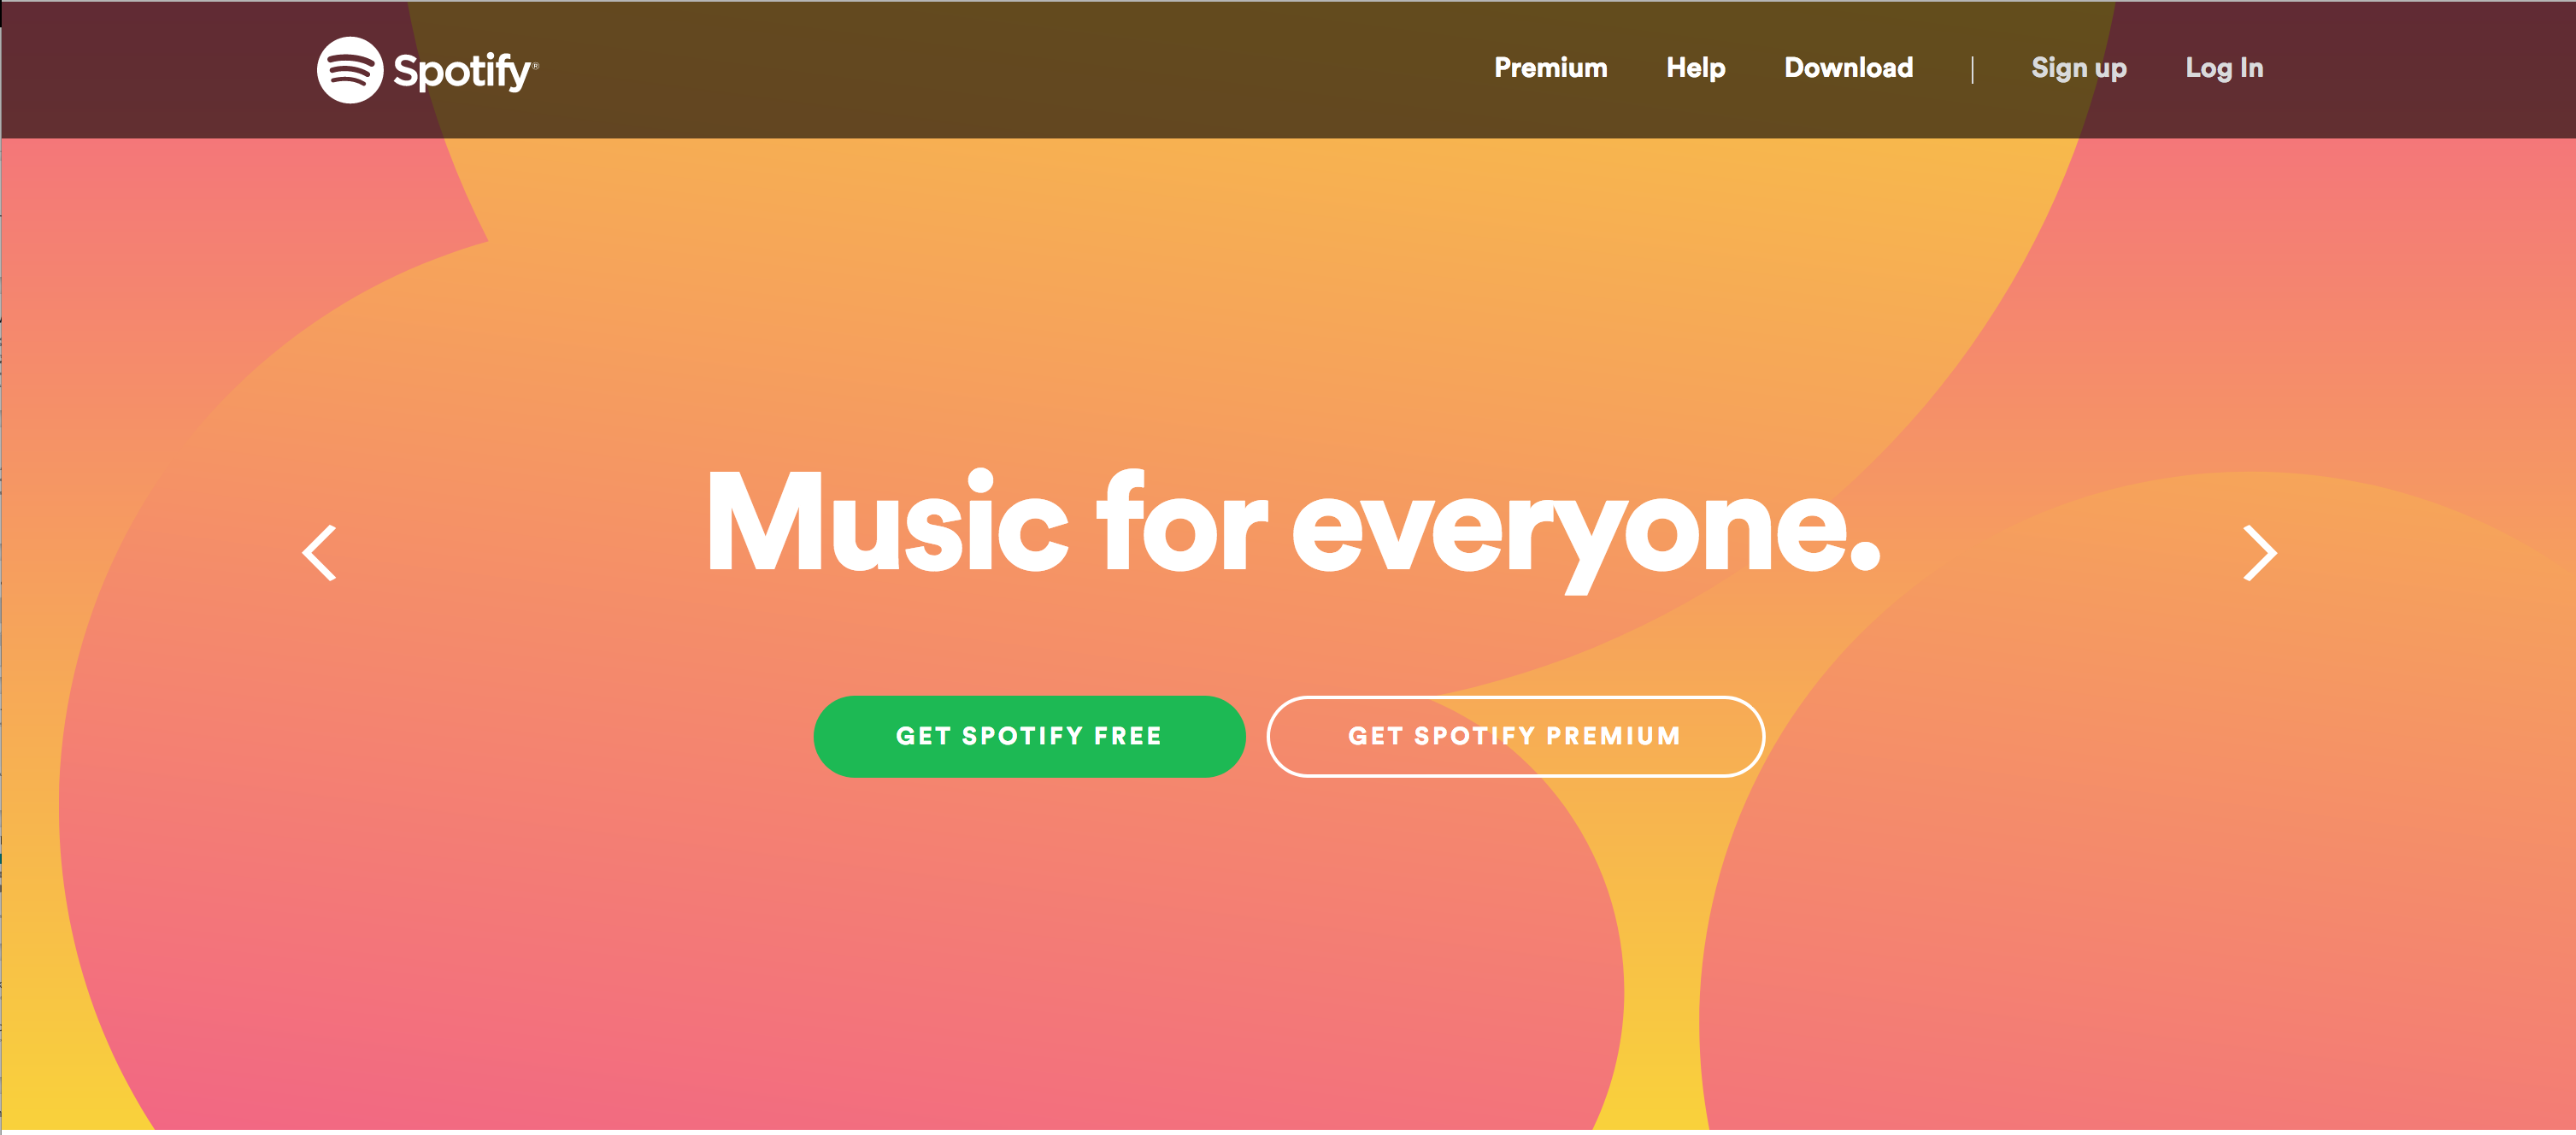 Spotify®
Premium Help Download | Sign up Log In
Music for everyone.
GET SPOTIFY FREE
GET SPOTIFY PREMIUM